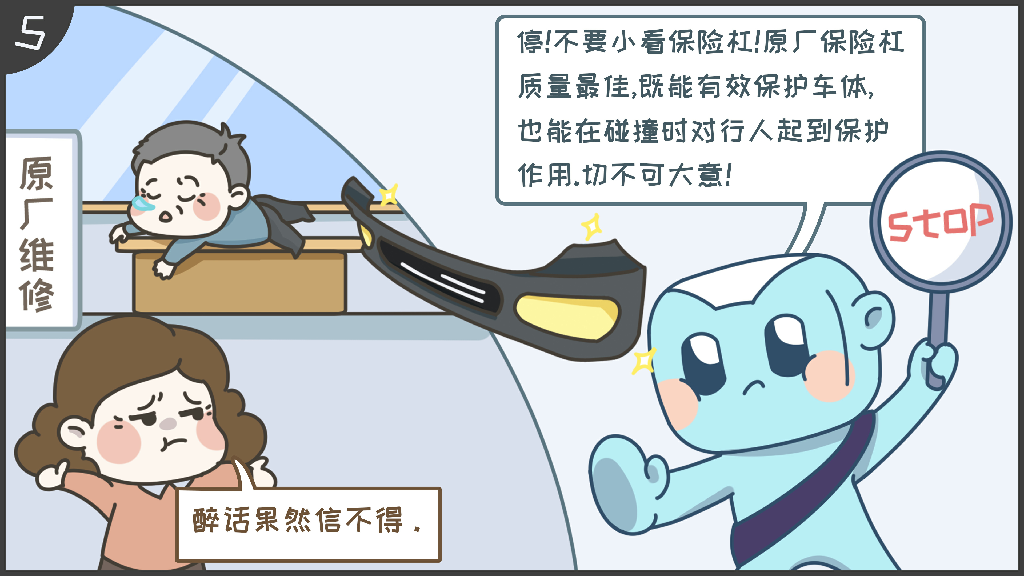 5
停!不要小看保险杠!原厂保险杠
质量最佳,既能有效保护车体,
也能在碰撞时对行人起到保护
作用.切不可大意!
stop
原厂维修
醉话果然信不得.